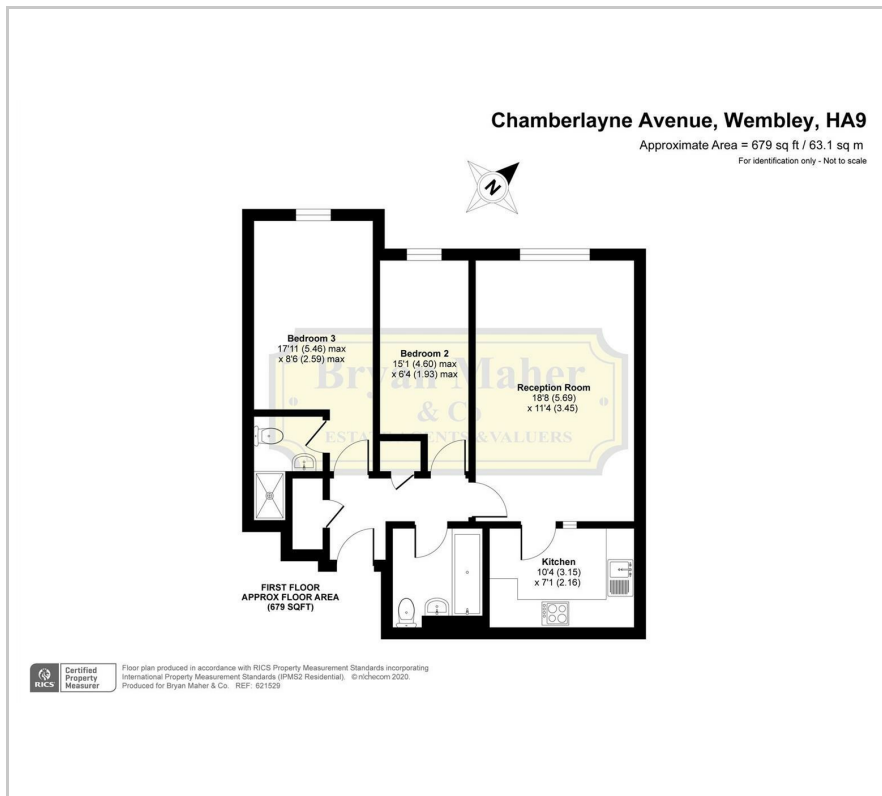 Chamberlayne Avenue, Wembley, HA9
Approximate Area = 679 sq ft / 63.1 sq m
For identification only - Not to scale
N
Bedroom 3
17'11 (5.46) max
x 8'6 (2.59) max
Bedroom 2
15'1 (4.60) max
x 6'4 (1.93) max
Reception Room
18'8 (5.69)
x 11'4 (3.45)
Bryan Maher
& Co
ESTATE AGENTS & VALUERS
Kitchen
10'4 (3.15)
x 7'1 (2.16)
FIRST FLOOR
APPROX FLOOR AREA
(679 SQFT)
RICS
Certified
Property
Measurer
Floor plan produced in accordance with RICS Property Measurement Standards incorporating
International Property Measurement Standards (IPMS2 Residential). © nichecom 2020.
Produced for Bryan Maher & Co. REF: 621529